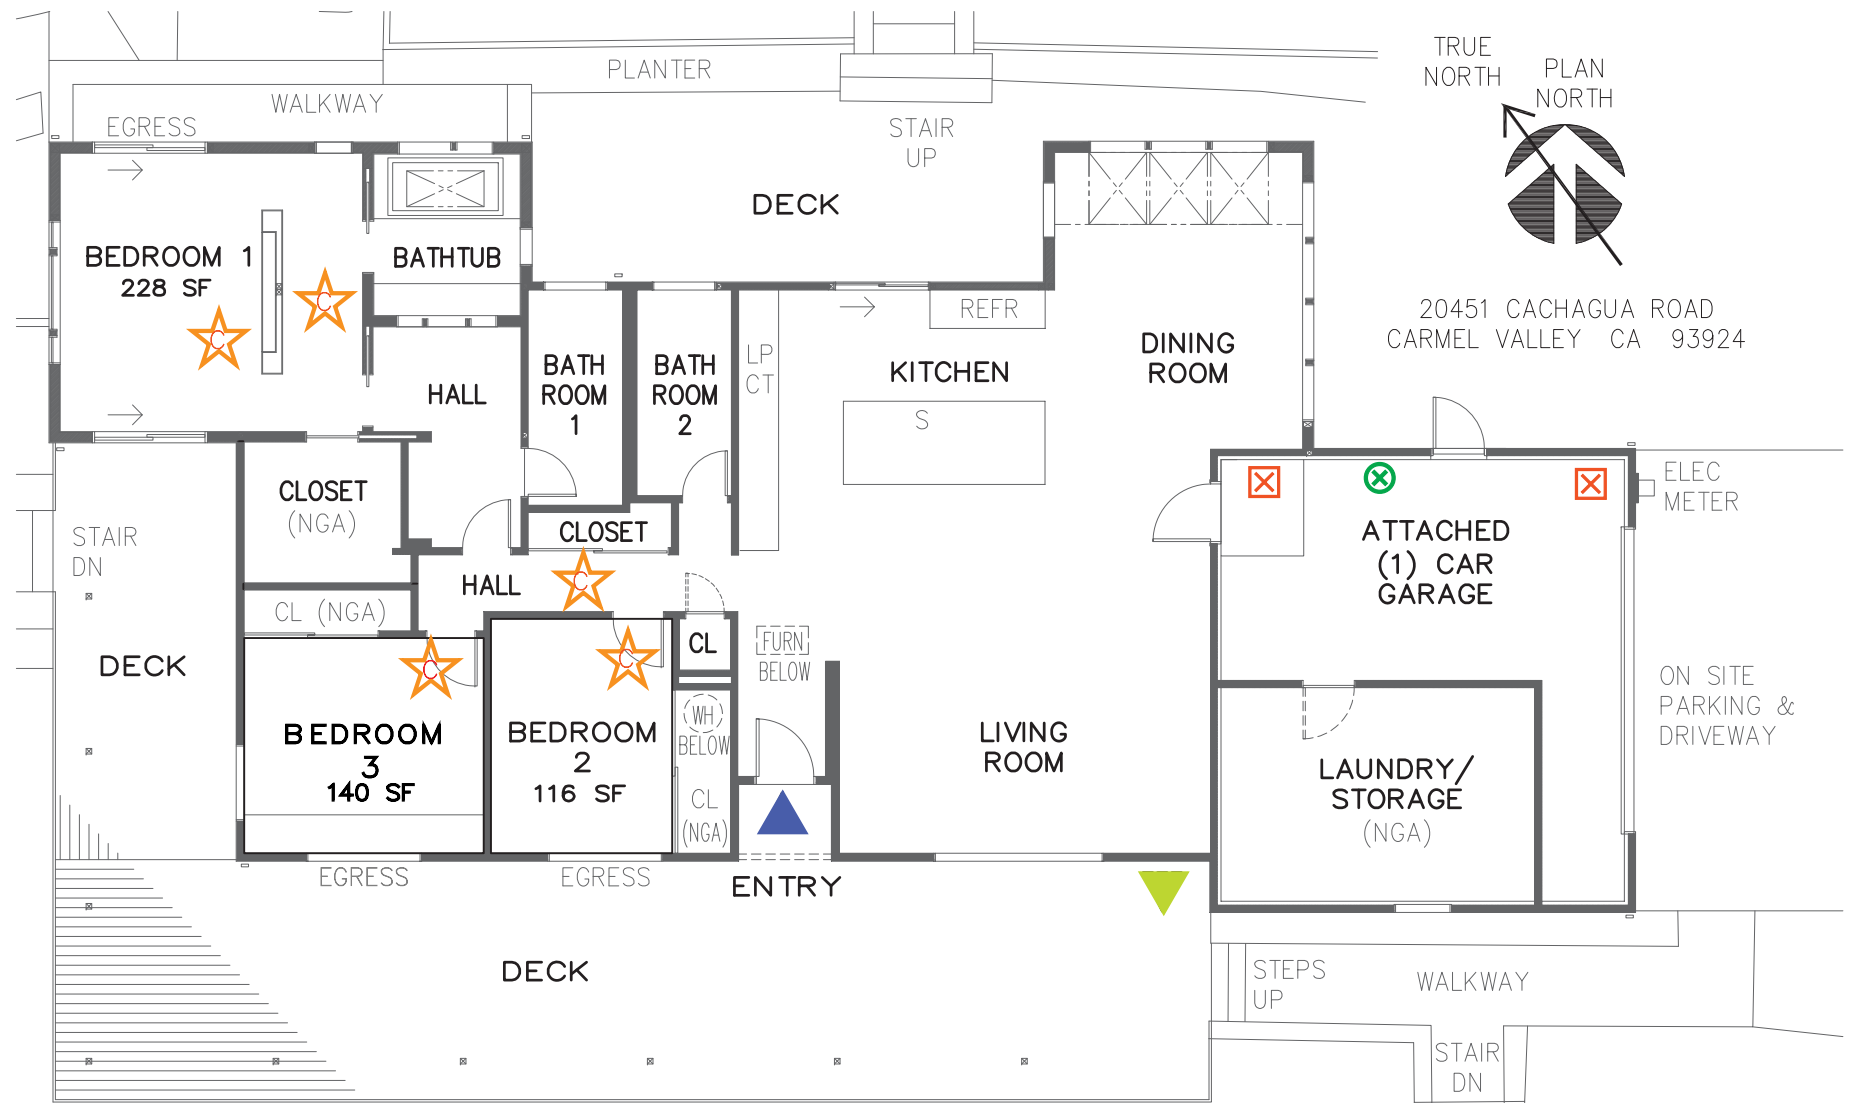 TRUE
NORTH
PLAN
NORTH
PLANTER
WALKWAY
EGRESS
STAIR
UP
DECK
BEDROOM 1
228 SF
C
C
BATHTUB
20451 CACHAGUA ROAD
CARMEL VALLEY CA 93924
REFR
LP
CT
KITCHEN
S
DINING
ROOM
HALL
BATH
ROOM
1
BATH
ROOM
2
CLOSET
(NGA)
CLOSET
STAIR
DN
HALL
C
ELEC
METER
ATTACHED
(1) CAR
GARAGE
CL (NGA)
DECK
C
C
CL
FURN
BELOW
BEDROOM
3
140 SF
BEDROOM
2
116 SF
WH
BELOW
CL
(NGA)
LIVING
ROOM
LAUNDRY/
STORAGE
(NGA)
ON SITE
PARKING &
DRIVEWAY
EGRESS
EGRESS
ENTRY
DECK
STEPS
UP
WALKWAY
STAIR
DN